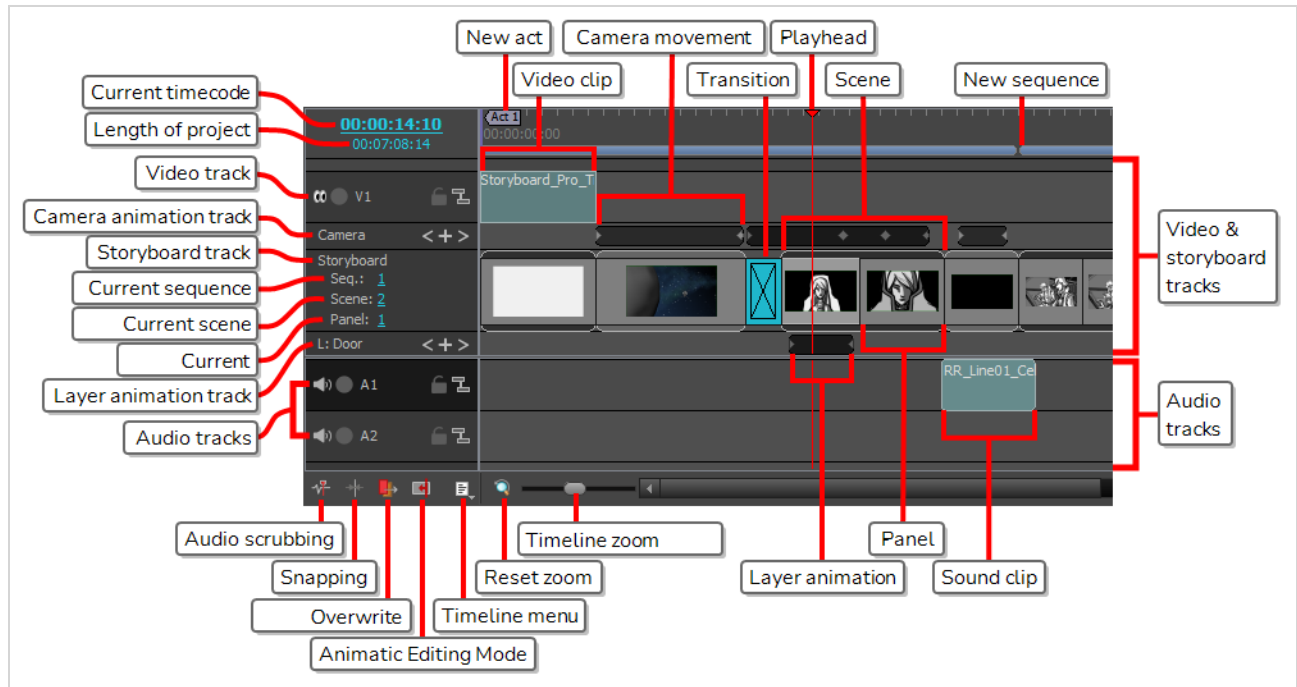 New act
Camera movement
Playhead
Video clip
Transition
Scene
New sequence
Current timecode
Length of project
Video track
Camera animation track
Storyboard track
Current sequence
Current scene
Current
Layer animation track
Audio tracks
00:00:14:10
00:07:08:14
Act 1
00:00:00:00
V1
Storyboard_Pro_T
Camera
Storyboard
Seq.: 1
Scene: 2
Panel: 1
L: Door
A1
RR_Line01_Cel
A2
Video &
storyboard
tracks
Audio
tracks
Audio scrubbing
Timeline zoom
Panel
Snapping
Reset zoom
Layer animation
Sound clip
Overwrite
Timeline menu
Animatic Editing Mode